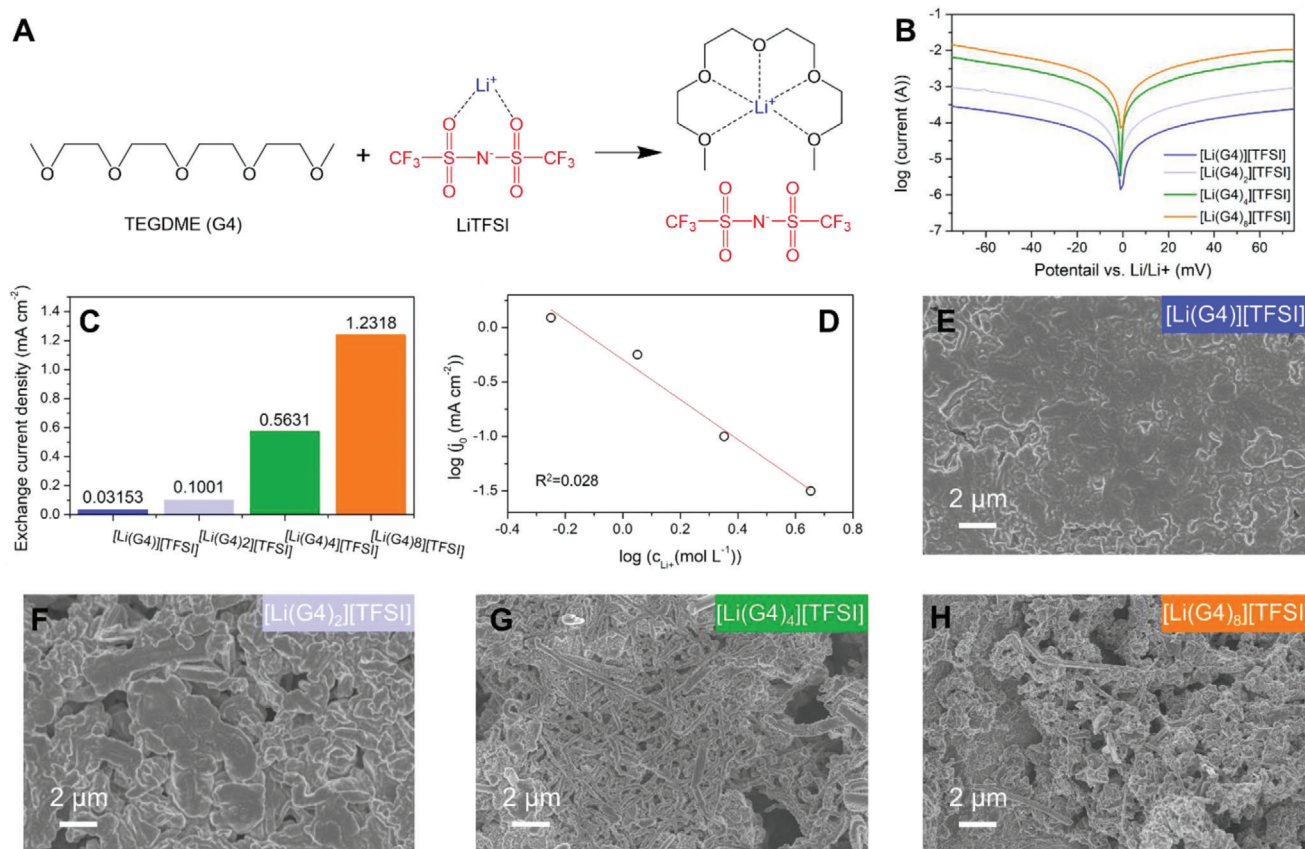 A
Li⁺
O O
CF₃ S N⁻ S CF₃
O O
O O O O O
+
TEGDME (G4)
LiTFSI
O
O O
Li⁺
O O
O O
CF₃ S N⁻ S CF₃
O O
B
log (current (A))
-1
-2
-3
-4
-5
-6
-7
[Li(G4)][TFSI]
[Li(G4)₂][TFSI]
[Li(G4)₄][TFSI]
[Li(G4)₈][TFSI]
-60 -40 -20 0 20 40 60
Potentail vs. Li/Li+ (mV)
C
Exchange current density (mA cm⁻²)
1.4
1.2
1.0
0.8
0.6
0.4
0.2
0.0
0.03153
0.1001
0.5631
1.2318
[Li(G4)][TFSI]
[Li(G4)2][TFSI]
[Li(G4)4][TFSI]
[Li(G4)8][TFSI]
D
log (j₀ (mA cm⁻²))
0.0
-0.5
-1.0
-1.5
R²=0.028
-0.4 -0.2 0.0 0.2 0.4 0.6 0.8
log (c_Li+(mol L⁻¹))
E
[Li(G4)][TFSI]
2 μm
F
[Li(G4)₂][TFSI]
2 μm
G
[Li(G4)₄][TFSI]
2 μm
H
[Li(G4)₈][TFSI]
2 μm